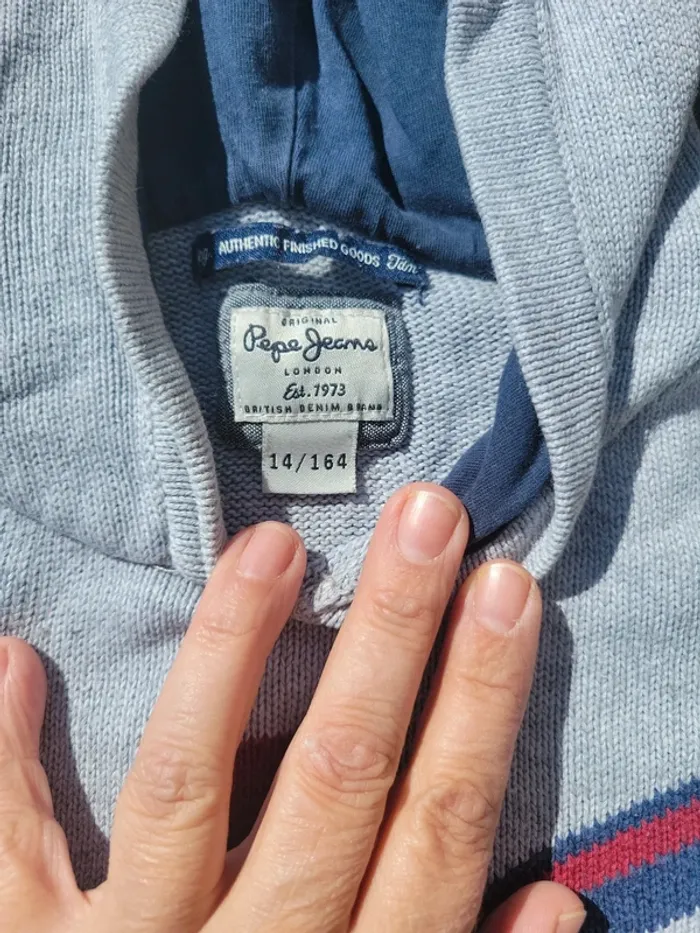 AUTHENTIC FINISHED GOODS
ORIGINAL
Pepe Jeans
LONDON
Est. 1973
BRITISH DENIM BRAND
14/164